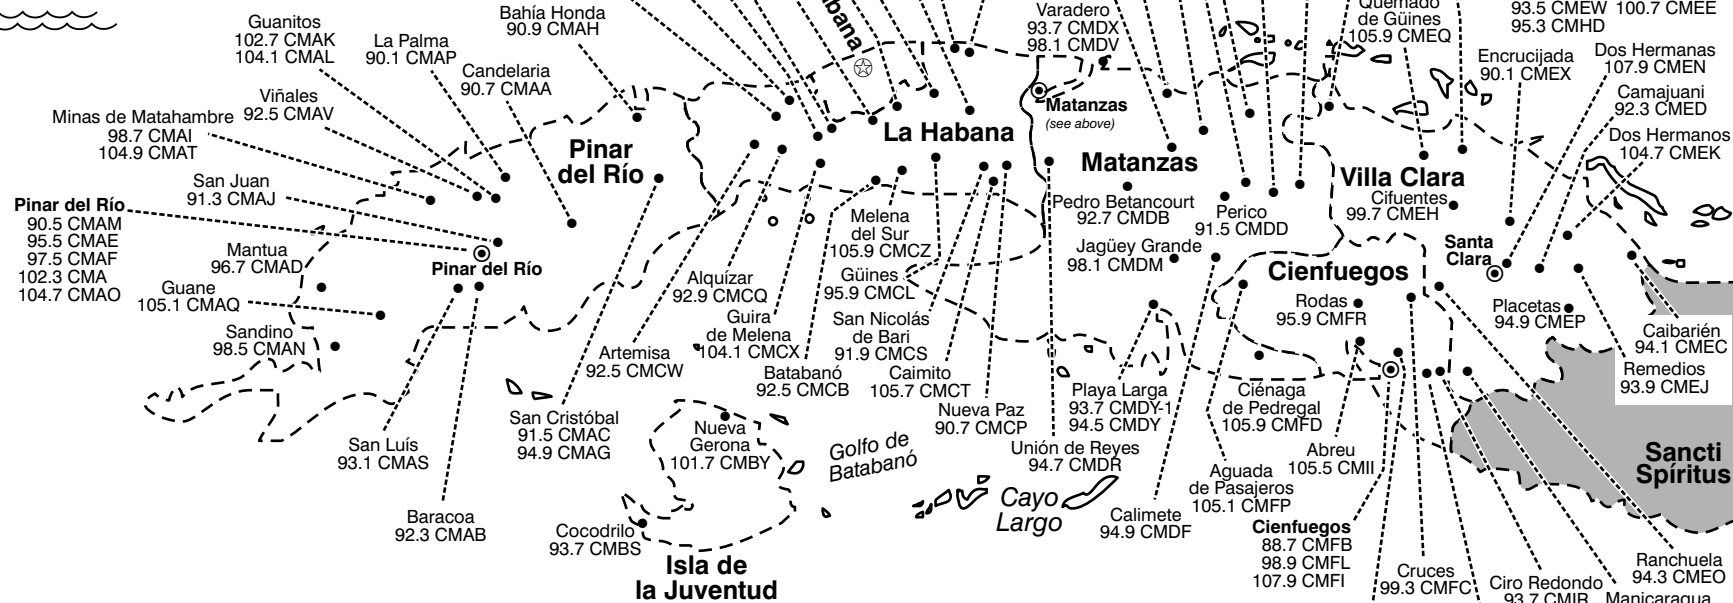 Guanitos
102.7 CMAK
104.1 CMAL
La Palma
90.1 CMAP
Bahía Honda
90.9 CMAH
Candelaria
90.7 CMAA
Viñales
92.5 CMAV
Minas de Matahambre
98.7 CMAI
104.9 CMAT
San Juan
91.3 CMAJ
Pinar del Río
90.5 CMAM
95.5 CMAE
97.5 CMAF
102.3 CMA
104.7 CMAO
Mantua
96.7 CMAD
Guane
105.1 CMAQ
Sandino
98.5 CMAN
Pinar del Río
Pinar
del Río
San Luís
93.1 CMAS
Baracoa
92.3 CMAB
San Cristóbal
91.5 CMAC
94.9 CMAG
Artemisa
92.5 CMCW
Alquízar
92.9 CMCQ
Guira
de Melena
104.1 CMCX
Batabanó
92.5 CMCB
Melena
del Sur
105.9 CMCZ
Güines
95.9 CMCL
San Nicolás
de Bari
91.9 CMCS
Caimito
105.7 CMCT
Nueva Paz
90.7 CMCP
La Habana
Nueva
Gerona
101.7 CMBY
Cocodrilo
93.7 CMBS
Isla de
la Juventud
Golfo de
Batabanó
Cayo
Largo
Varadero
93.7 CMDX
98.1 CMDV
Matanzas
(see above)
Matanzas
Pedro Betancourt
92.7 CMDB
Jagüey Grande
98.1 CMDM
Perico
91.5 CMDD
Unión de Reyes
94.7 CMDR
Playa Larga
93.7 CMDY-1
94.5 CMDY
Calimete
94.9 CMDF
Quemado
de Güines
105.9 CMEQ
93.5 CMEW
95.3 CMHD
100.7 CMEE
Encrucijada
90.1 CMEX
Dos Hermanas
107.9 CMEN
Camajuani
92.3 CMED
Dos Hermanos
104.7 CMEK
Villa Clara
Cifuentes
99.7 CMEH
Santa
Clara
Placetas
94.9 CMEP
Caibarién
94.1 CMEC
Remedios
93.9 CMEJ
Cienfuegos
Rodas
95.9 CMFR
Ciénaga
de Pedregal
105.9 CMFD
Abreu
105.5 CMII
Aguada
de Pasajeros
105.1 CMFP
Cienfuegos
88.7 CMFB
98.9 CMFL
107.9 CMFI
Cruces
99.3 CMFC
Ciro Redondo
93.7 CMIR
Ranchuela
94.3 CMEO
Manicaragua
Sancti
Spíritus